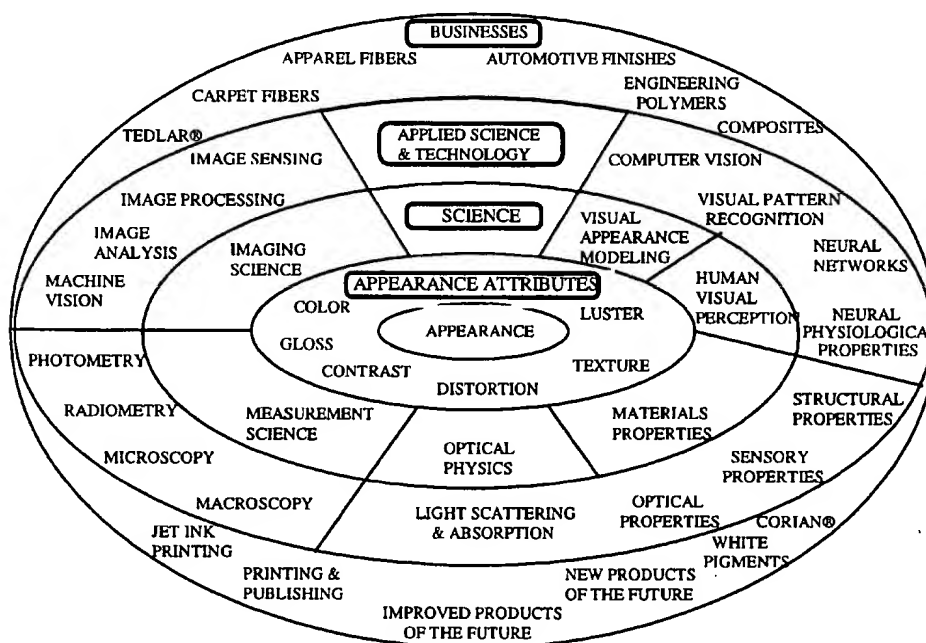 BUSINESSES
APPAREL FIBERS
AUTOMOTIVE FINISHES
CARPET FIBERS
ENGINEERING
POLYMERS
TEDLAR®
COMPOSITES
APPLIED SCIENCE
& TECHNOLOGY
IMAGE SENSING
COMPUTER VISION
IMAGE PROCESSING
VISUAL PATTERN
RECOGNITION
SCIENCE
VISUAL
APPEARANCE
MODELING
IMAGE
ANALYSIS
IMAGING
SCIENCE
NEURAL
NETWORKS
MACHINE
VISION
HUMAN
VISUAL
PERCEPTION
APPEARANCE ATTRIBUTES
COLOR
LUSTER
APPEARANCE
NEURAL
PHYSIOLOGICAL
PROPERTIES
GLOSS
PHOTOMETRY
CONTRAST
TEXTURE
DISTORTION
STRUCTURAL
PROPERTIES
RADIOMETRY
MEASUREMENT
SCIENCE
MATERIALS
PROPERTIES
OPTICAL
PHYSICS
MICROSCOPY
SENSORY
PROPERTIES
MACROSCOPY
LIGHT SCATTERING
& ABSORPTION
OPTICAL
PROPERTIES
CORIAN®
JET INK
PRINTING
WHITE
PIGMENTS
PRINTING &
PUBLISHING
NEW PRODUCTS
OF THE FUTURE
IMPROVED PRODUCTS
OF THE FUTURE